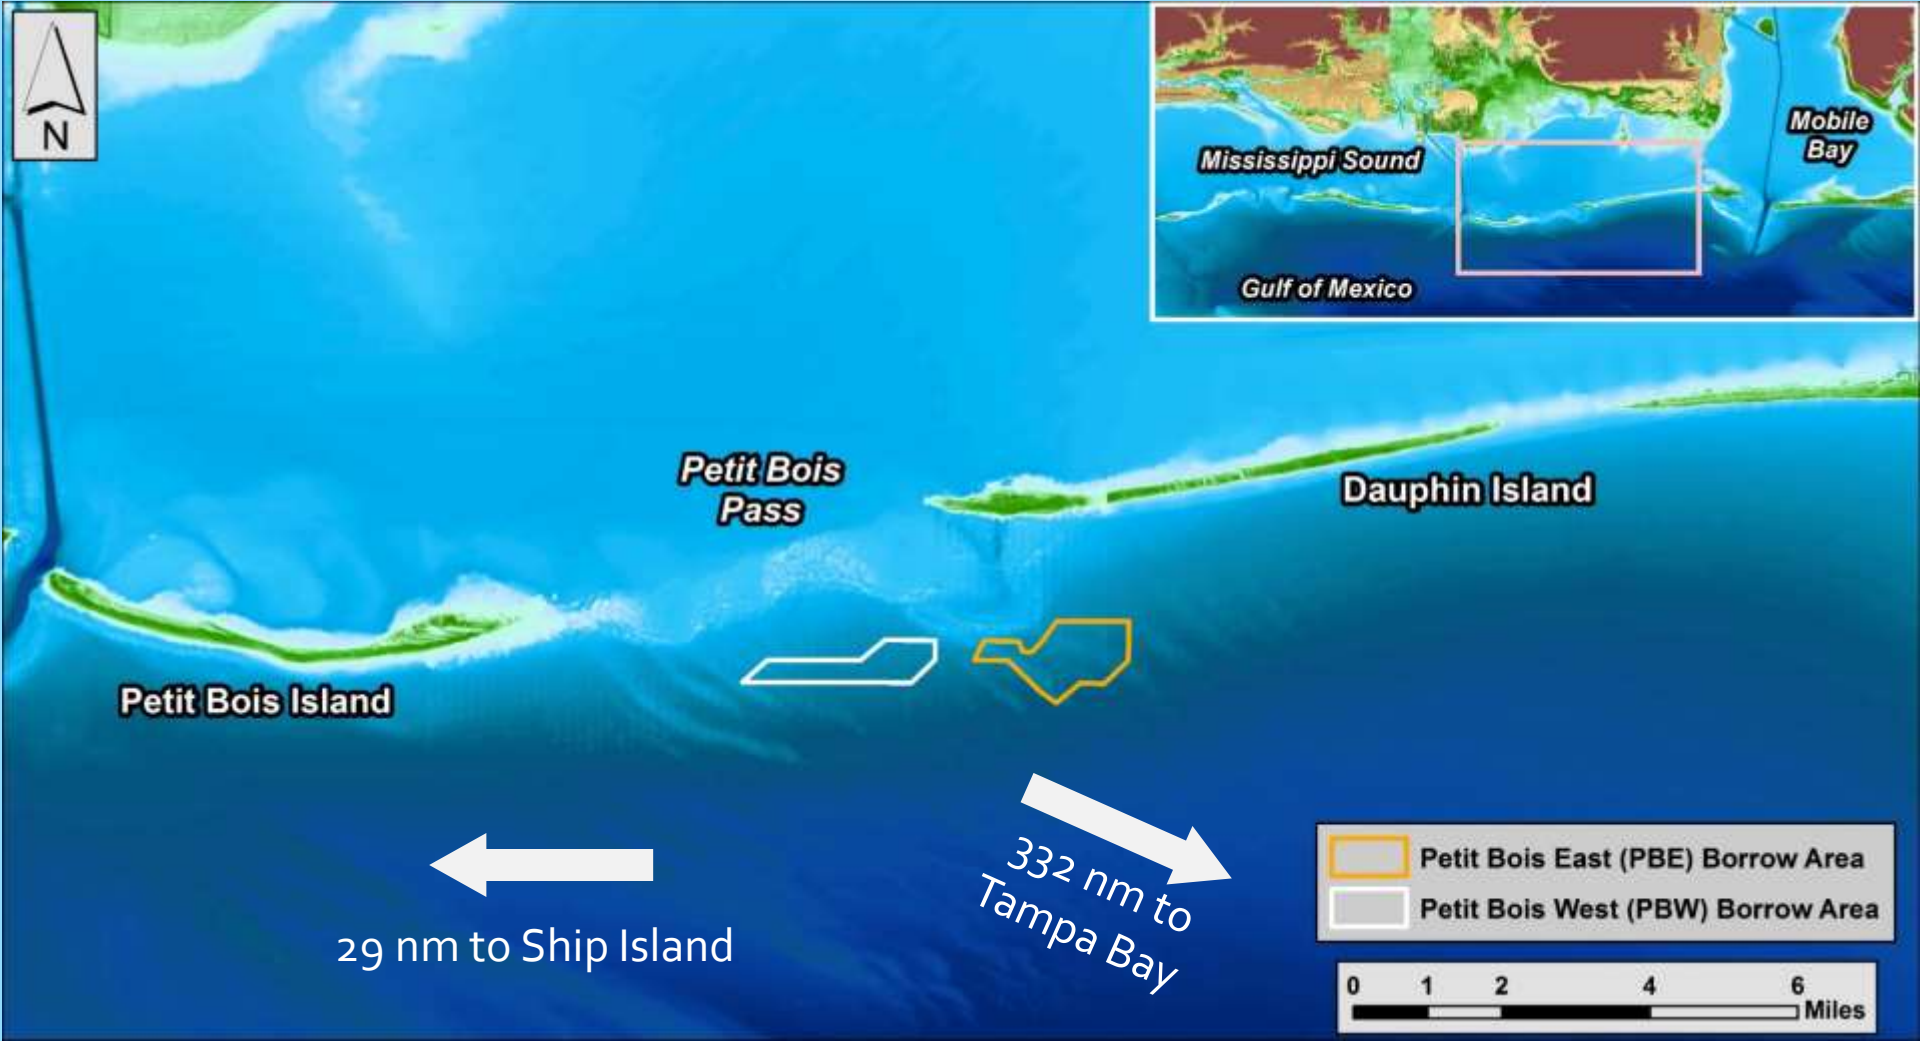 N
Mobile
Bay
Mississippi Sound
Gulf of Mexico
Petit Bois
Pass
Dauphin Island
Petit Bois Island
332 nm to
Tampa Bay
29 nm to Ship Island
Petit Bois East (PBE) Borrow Area
Petit Bois West (PBW) Borrow Area
0 1 2 4 6
Miles